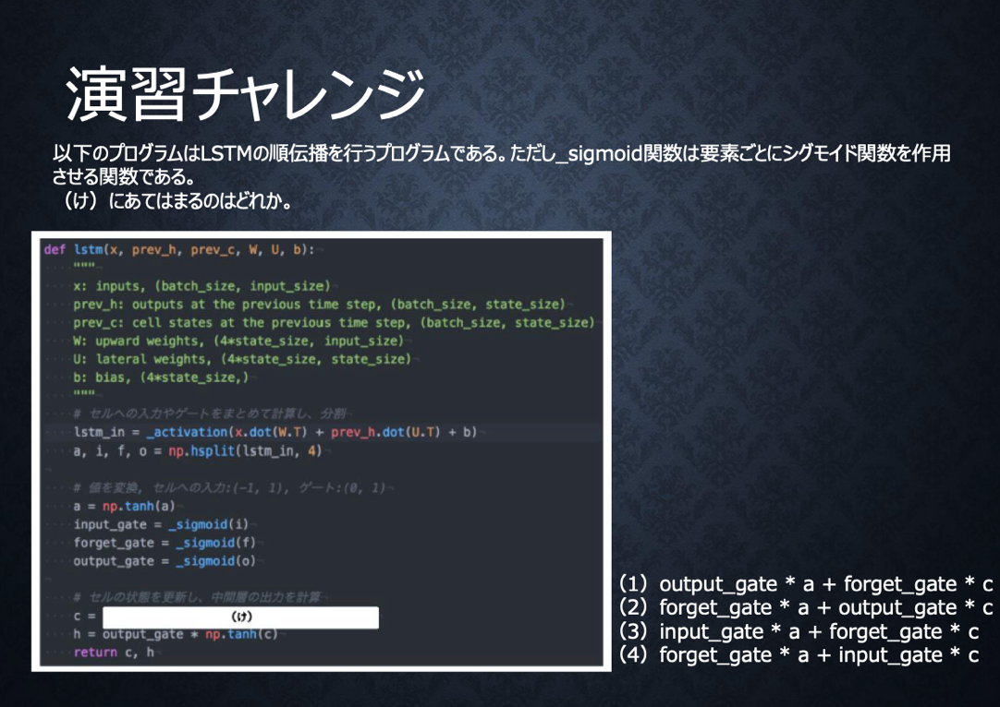 演習チャレンジ
以下のプログラムはLSTMの順伝播を行うプログラムである。ただし_sigmoid関数は要素ごとにシグモイド関数を作用
させる関数である。
（け）にあてはまるのはどれか。
def lstm(x, prev_h, prev_c, W, U, b):
"""
x: inputs, (batch_size, input_size)
prev_h: outputs at the previous time step, (batch_size, state_size)
prev_c: cell states at the previous time step, (batch_size, state_size)
W: upward weights, (4*state_size, input_size)
U: lateral weights, (4*state_size, state_size)
b: bias, (4*state_size,)
"""
# セルへの入力やゲートをまとめて計算し、分割
lstm_in = _activation(x.dot(W.T) + prev_h.dot(U.T) + b)
a, i, f, o = np.hsplit(lstm_in, 4)
# 値を変換, セルへの入力:(-1, 1), ゲート:(0, 1)
a = np.tanh(a)
input_gate = _sigmoid(i)
forget_gate = _sigmoid(f)
output_gate = _sigmoid(o)
# セルの状態を更新し、中間層の出力を計算
c = （け）
h = output_gate * np.tanh(c)
return c, h
（1）output_gate * a + forget_gate * c
（2）forget_gate * a + output_gate * c
（3）input_gate * a + forget_gate * c
（4）forget_gate * a + input_gate * c